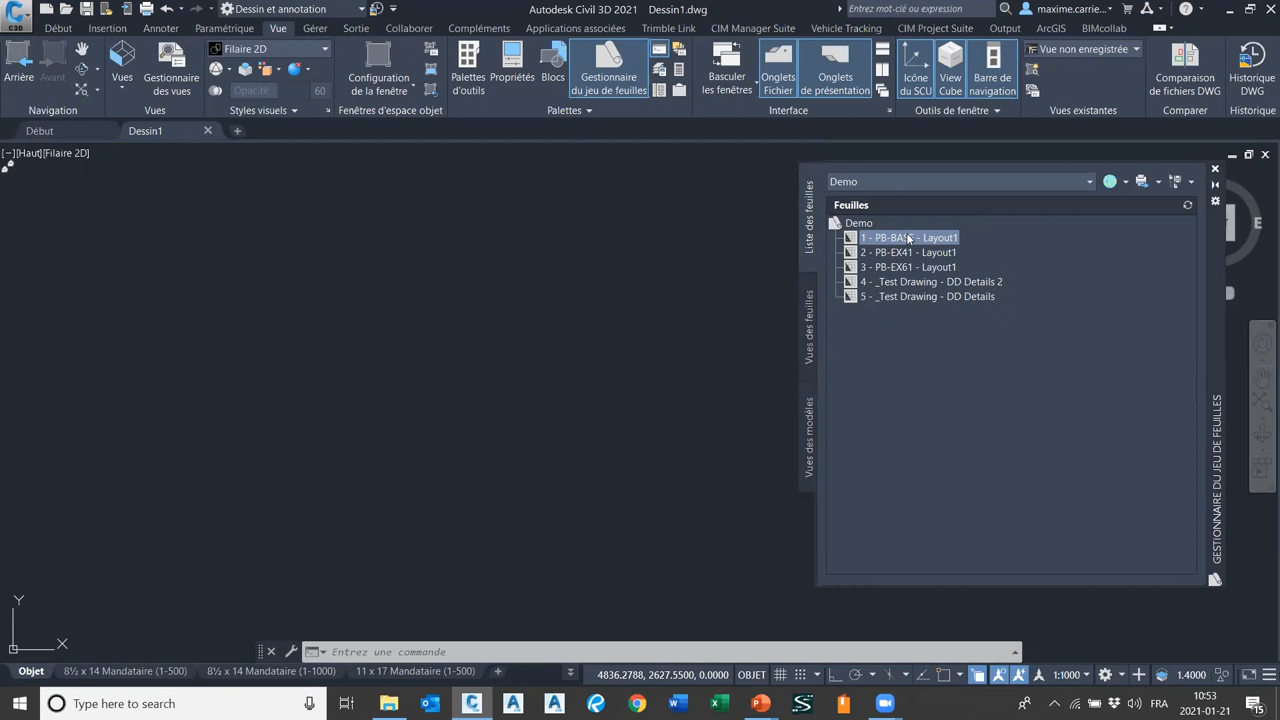 C3D
Dessin et annotation
Autodesk Civil 3D 2021 Dessin1.dwg
Entrez mot-clé ou expression
maxime.carrie...
Début Insertion Annoter Paramétrique Vue Gérer Sortie Collaborer Compléments Applications associées Trimble Link CIM Manager Suite Vehicle Tracking CIM Project Suite Output ArcGIS BIMcollab
Arrière
Avant
Navigation
Vues
Gestionnaire des vues
Vues
Filaire 2D
Opacité 60
Styles visuels
Configuration de la fenêtre
Fenêtres d'espace objet
Palettes d'outils
Propriétés
Blocs
Gestionnaire du jeu de feuilles
Palettes
Basculer les fenêtres
Onglets Fichier
Onglets de présentation
Interface
Icône du SCU
View Cube
Barre de navigation
Outils de fenêtre
Vue non enregistrée
Vues existantes
Comparaison de fichiers DWG
Comparer
Historique DWG
Historique
Début
Dessin1
[−][Haut][Filaire 2D]
Demo
Feuilles
Demo
1 - PB-BASE - Layout1
2 - PB-EX41 - Layout1
3 - PB-EX61 - Layout1
4 - _Test Drawing - DD Details 2
5 - _Test Drawing - DD Details
Liste des feuilles
Vues des feuilles
Vues des modèles
GESTIONNAIRE DU JEU DE FEUILLES
E
Y
X
Entrez une commande
Objet
8½ x 14 Mandataire (1-500)
8½ x 14 Mandataire (1-1000)
11 x 17 Mandataire (1-500)
4836.2788, 2627.5500, 0.0000
OBJET
1:1000
1.4000
Type here to search
FRA
10:53
2021-01-21
15